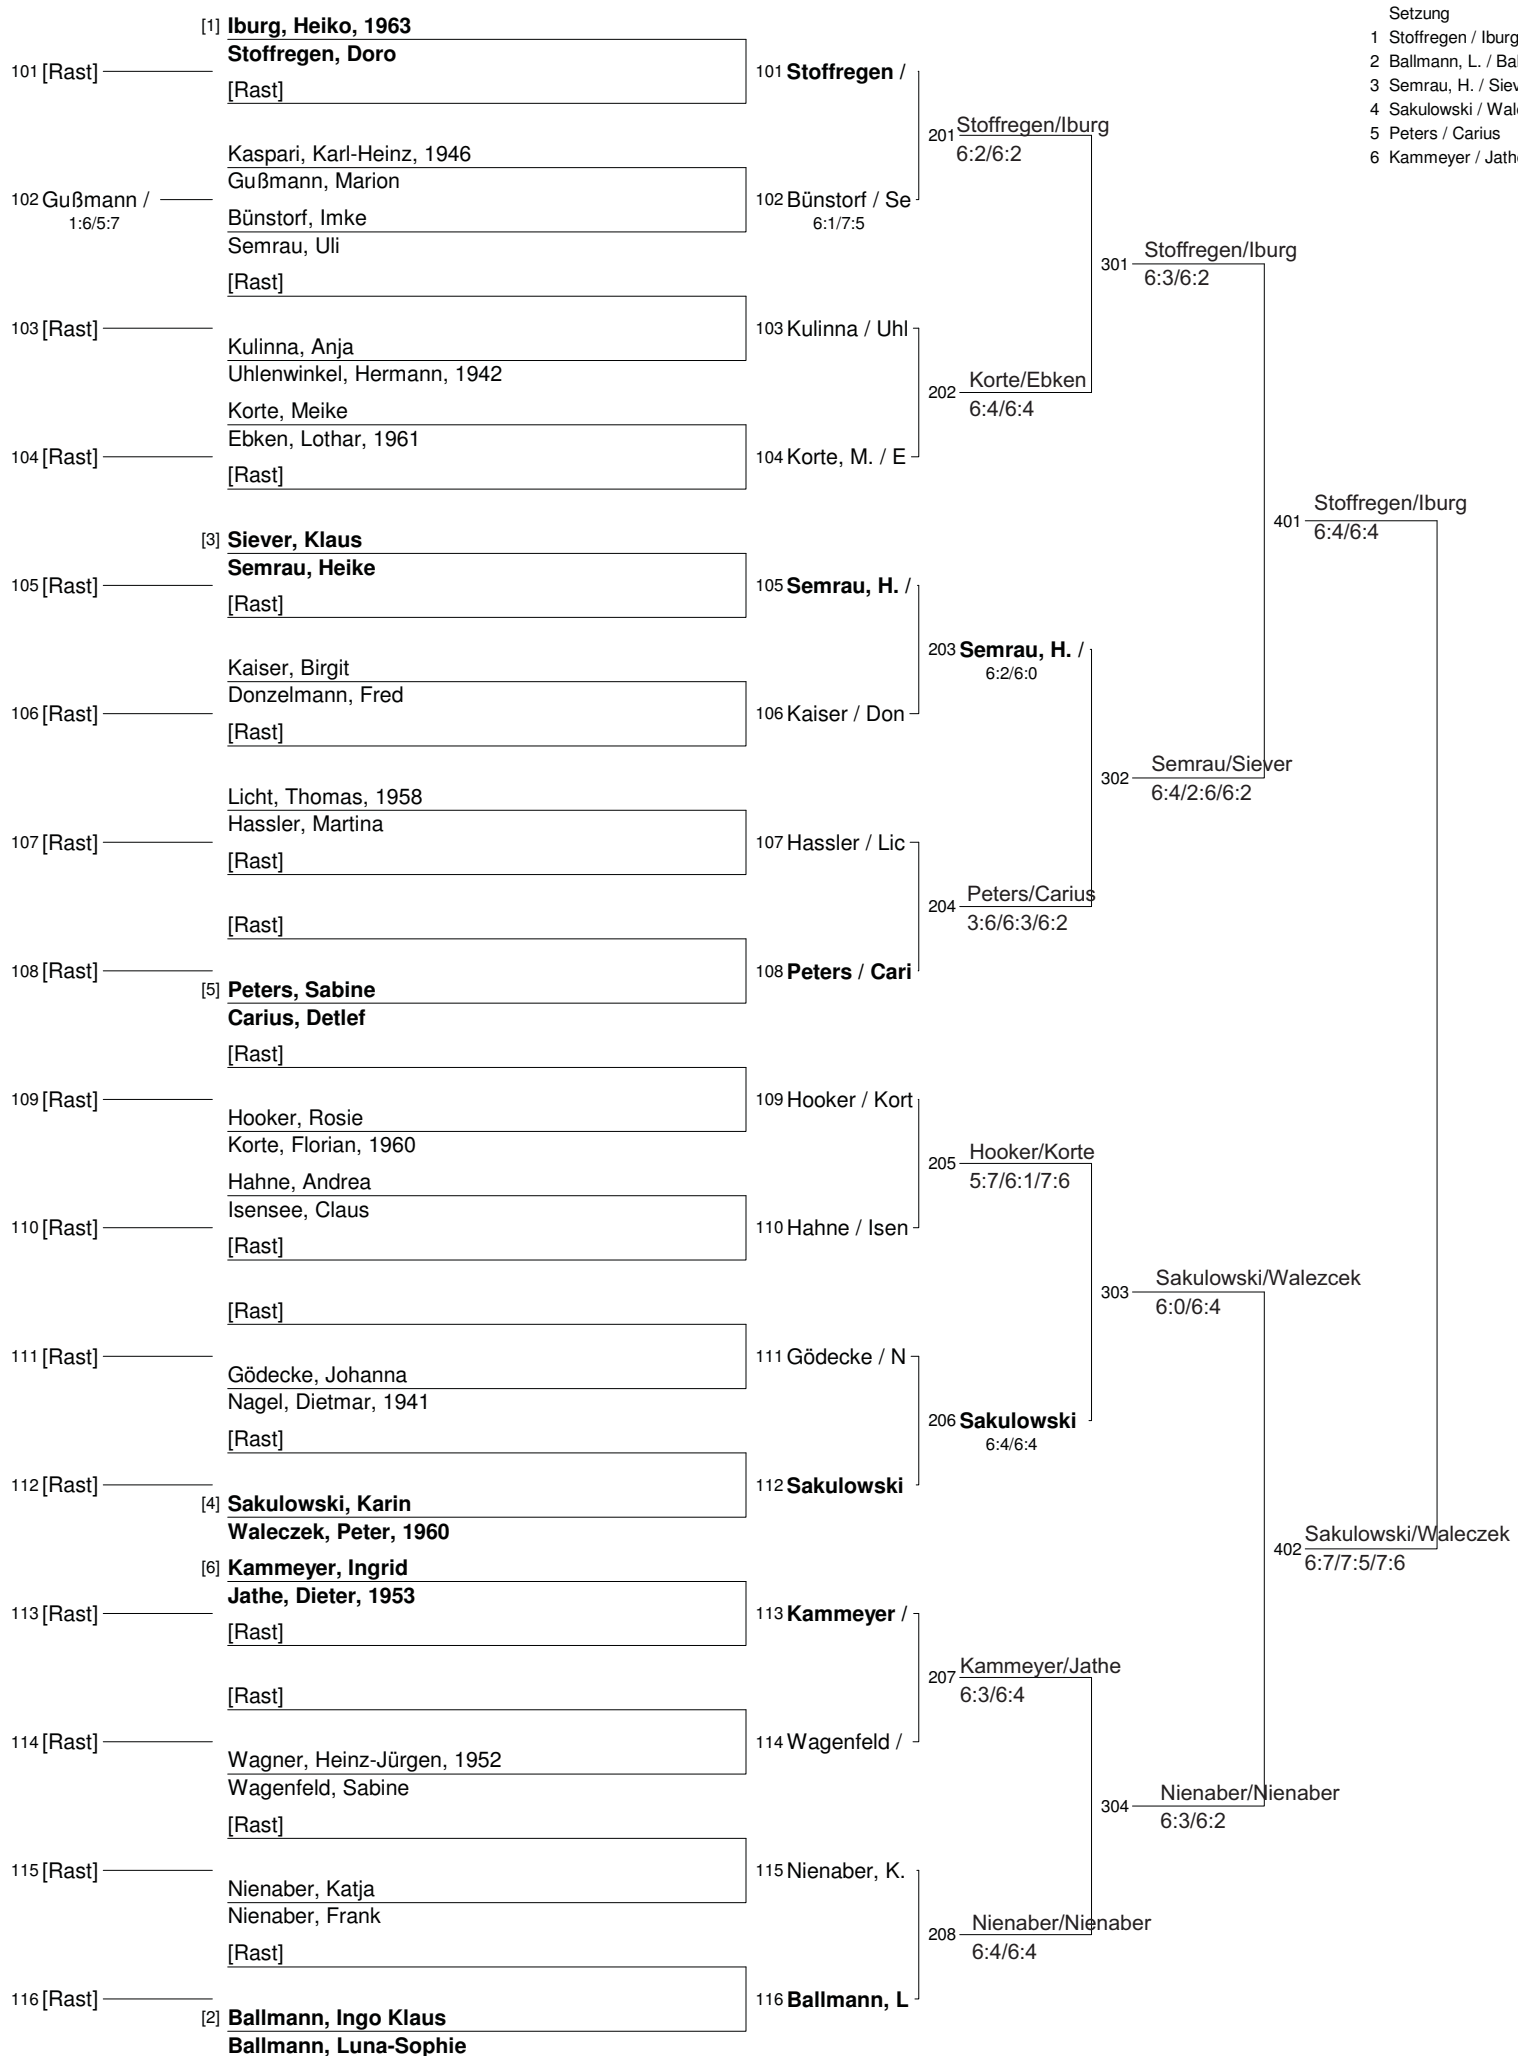 Setzung
1 Stoffregen / Iburg
2 Ballmann, L. / Bal
3 Semrau, H. / Siev
4 Sakulowski / Wale
5 Peters / Carius
6 Kammeyer / Jath
[1] Iburg, Heiko, 1963
Stoffregen, Doro
101 [Rast]
[Rast]
101 Stoffregen /
201 Stoffregen/Iburg
6:2/6:2
Kaspari, Karl-Heinz, 1946
Gußmann, Marion
102 Gußmann /
1:6/5:7
Bünstorf, Imke
Semrau, Uli
102 Bünstorf / Se
6:1/7:5
301 Stoffregen/Iburg
6:3/6:2
[Rast]
103 [Rast]
Kulinna, Anja
Uhlenwinkel, Hermann, 1942
103 Kulinna / Uhl
202 Korte/Ebken
6:4/6:4
Korte, Meike
Ebken, Lothar, 1961
104 [Rast]
[Rast]
104 Korte, M. / E
401 Stoffregen/Iburg
6:4/6:4
[3] Siever, Klaus
Semrau, Heike
105 [Rast]
[Rast]
105 Semrau, H. /
203 Semrau, H. /
6:2/6:0
Kaiser, Birgit
Donzelmann, Fred
106 [Rast]
[Rast]
106 Kaiser / Don
302 Semrau/Siever
6:4/2:6/6:2
Licht, Thomas, 1958
Hassler, Martina
107 [Rast]
[Rast]
107 Hassler / Lic
204 Peters/Carius
3:6/6:3/6:2
[Rast]
108 [Rast]
[5] Peters, Sabine
Carius, Detlef
108 Peters / Cari
[Rast]
109 [Rast]
Hooker, Rosie
Korte, Florian, 1960
109 Hooker / Kort
205 Hooker/Korte
5:7/6:1/7:6
Hahne, Andrea
Isensee, Claus
110 [Rast]
[Rast]
110 Hahne / Isen
303 Sakulowski/Walezcek
6:0/6:4
[Rast]
111 [Rast]
Gödecke, Johanna
Nagel, Dietmar, 1941
111 Gödecke / N
206 Sakulowski
6:4/6:4
[Rast]
112 [Rast]
[4] Sakulowski, Karin
Waleczek, Peter, 1960
112 Sakulowski
402 Sakulowski/Waleczek
6:7/7:5/7:6
[6] Kammeyer, Ingrid
Jathe, Dieter, 1953
113 [Rast]
[Rast]
113 Kammeyer /
207 Kammeyer/Jathe
6:3/6:4
[Rast]
114 [Rast]
Wagner, Heinz-Jürgen, 1952
Wagenfeld, Sabine
114 Wagenfeld /
304 Nienaber/Nienaber
6:3/6:2
[Rast]
115 [Rast]
Nienaber, Katja
Nienaber, Frank
115 Nienaber, K.
208 Nienaber/Nienaber
6:4/6:4
[Rast]
116 [Rast]
[2] Ballmann, Ingo Klaus
Ballmann, Luna-Sophie
116 Ballmann, L